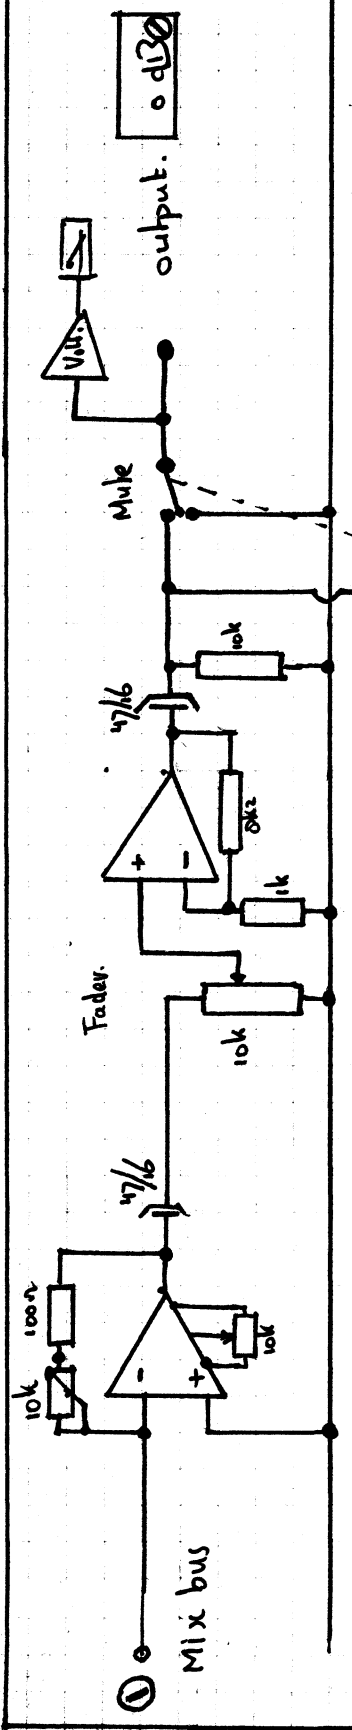 ① Mix bus
10k
100n
-
+
10k
47/16
Fader.
10k
+
-
8k2
1k
47/16
10k
Mute
V.U.
output.
0 dB